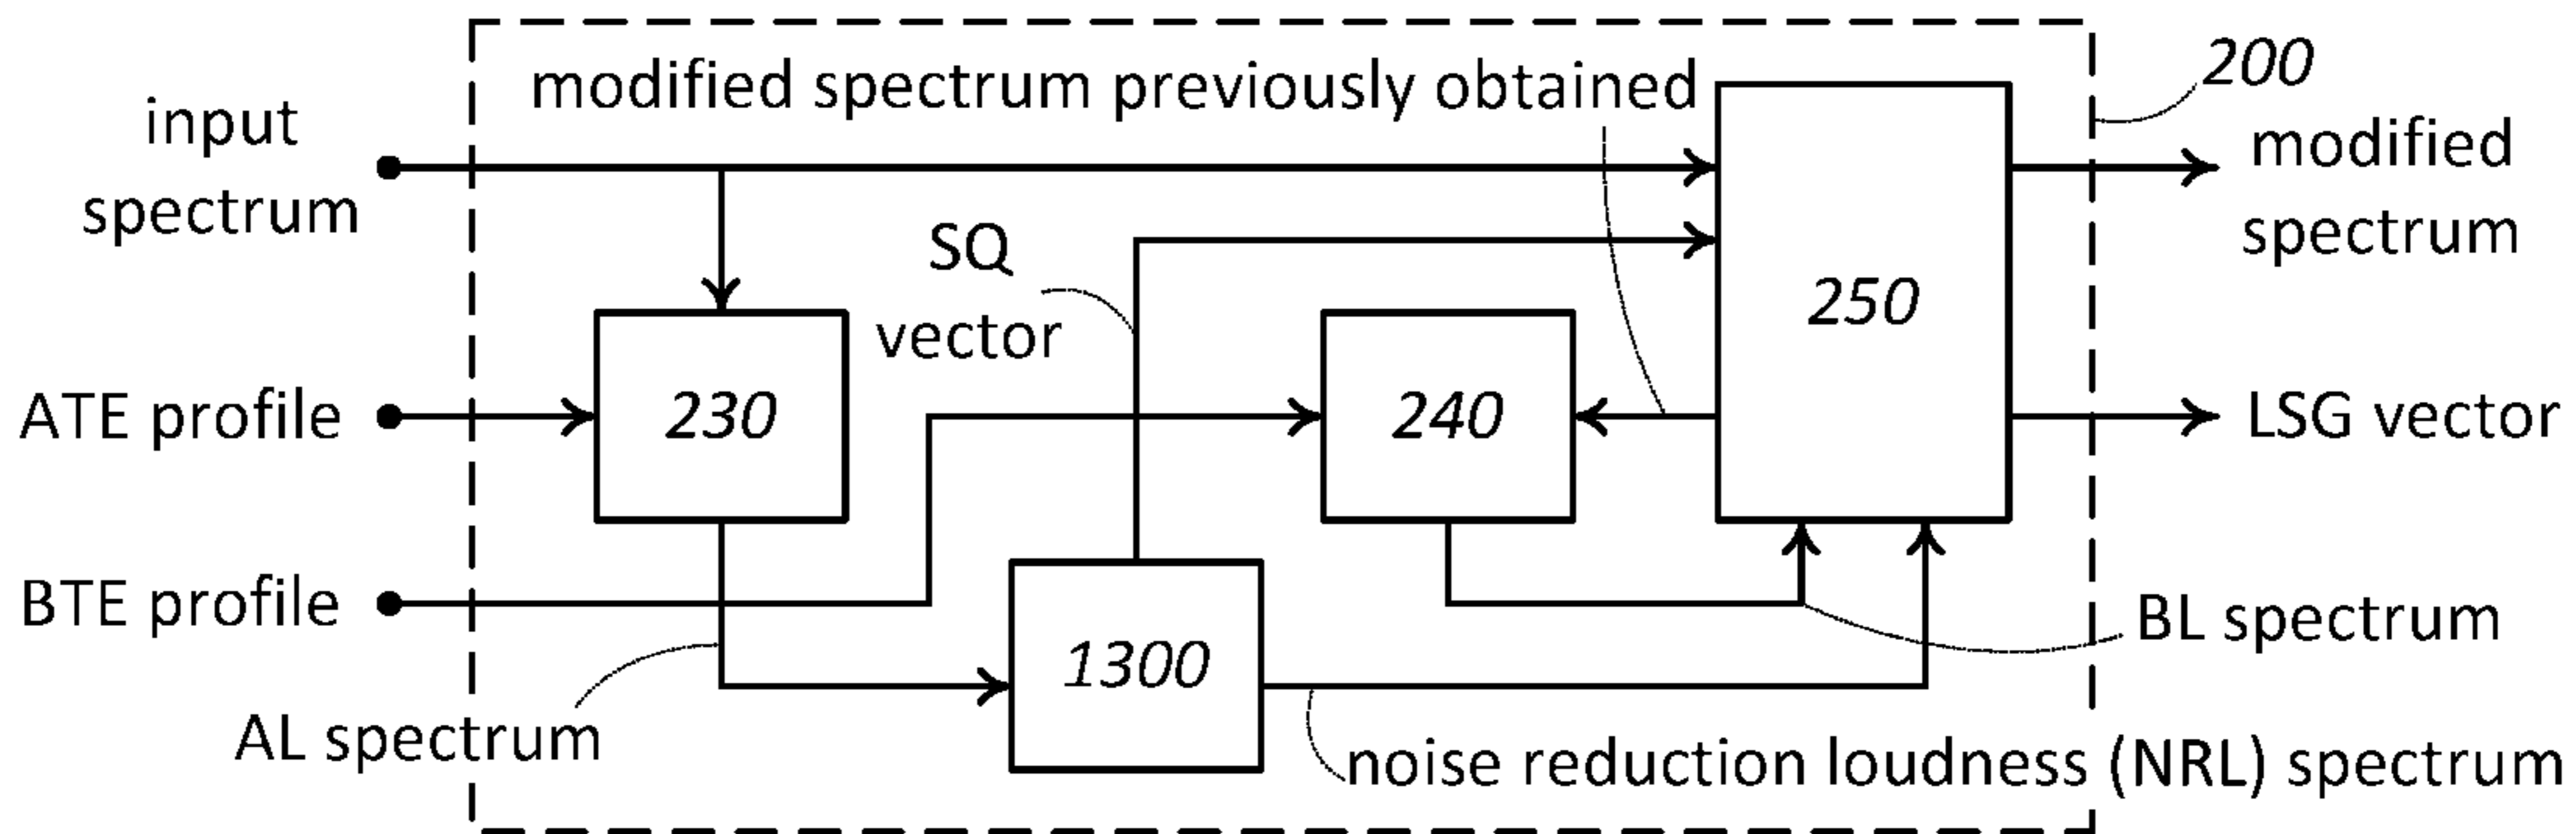 200
modified spectrum previously obtained
input
spectrum
modified
spectrum
SQ
vector
250
230
240
ATE profile
LSG vector
BTE profile
BL spectrum
1300
AL spectrum
noise reduction loudness (NRL) spectrum